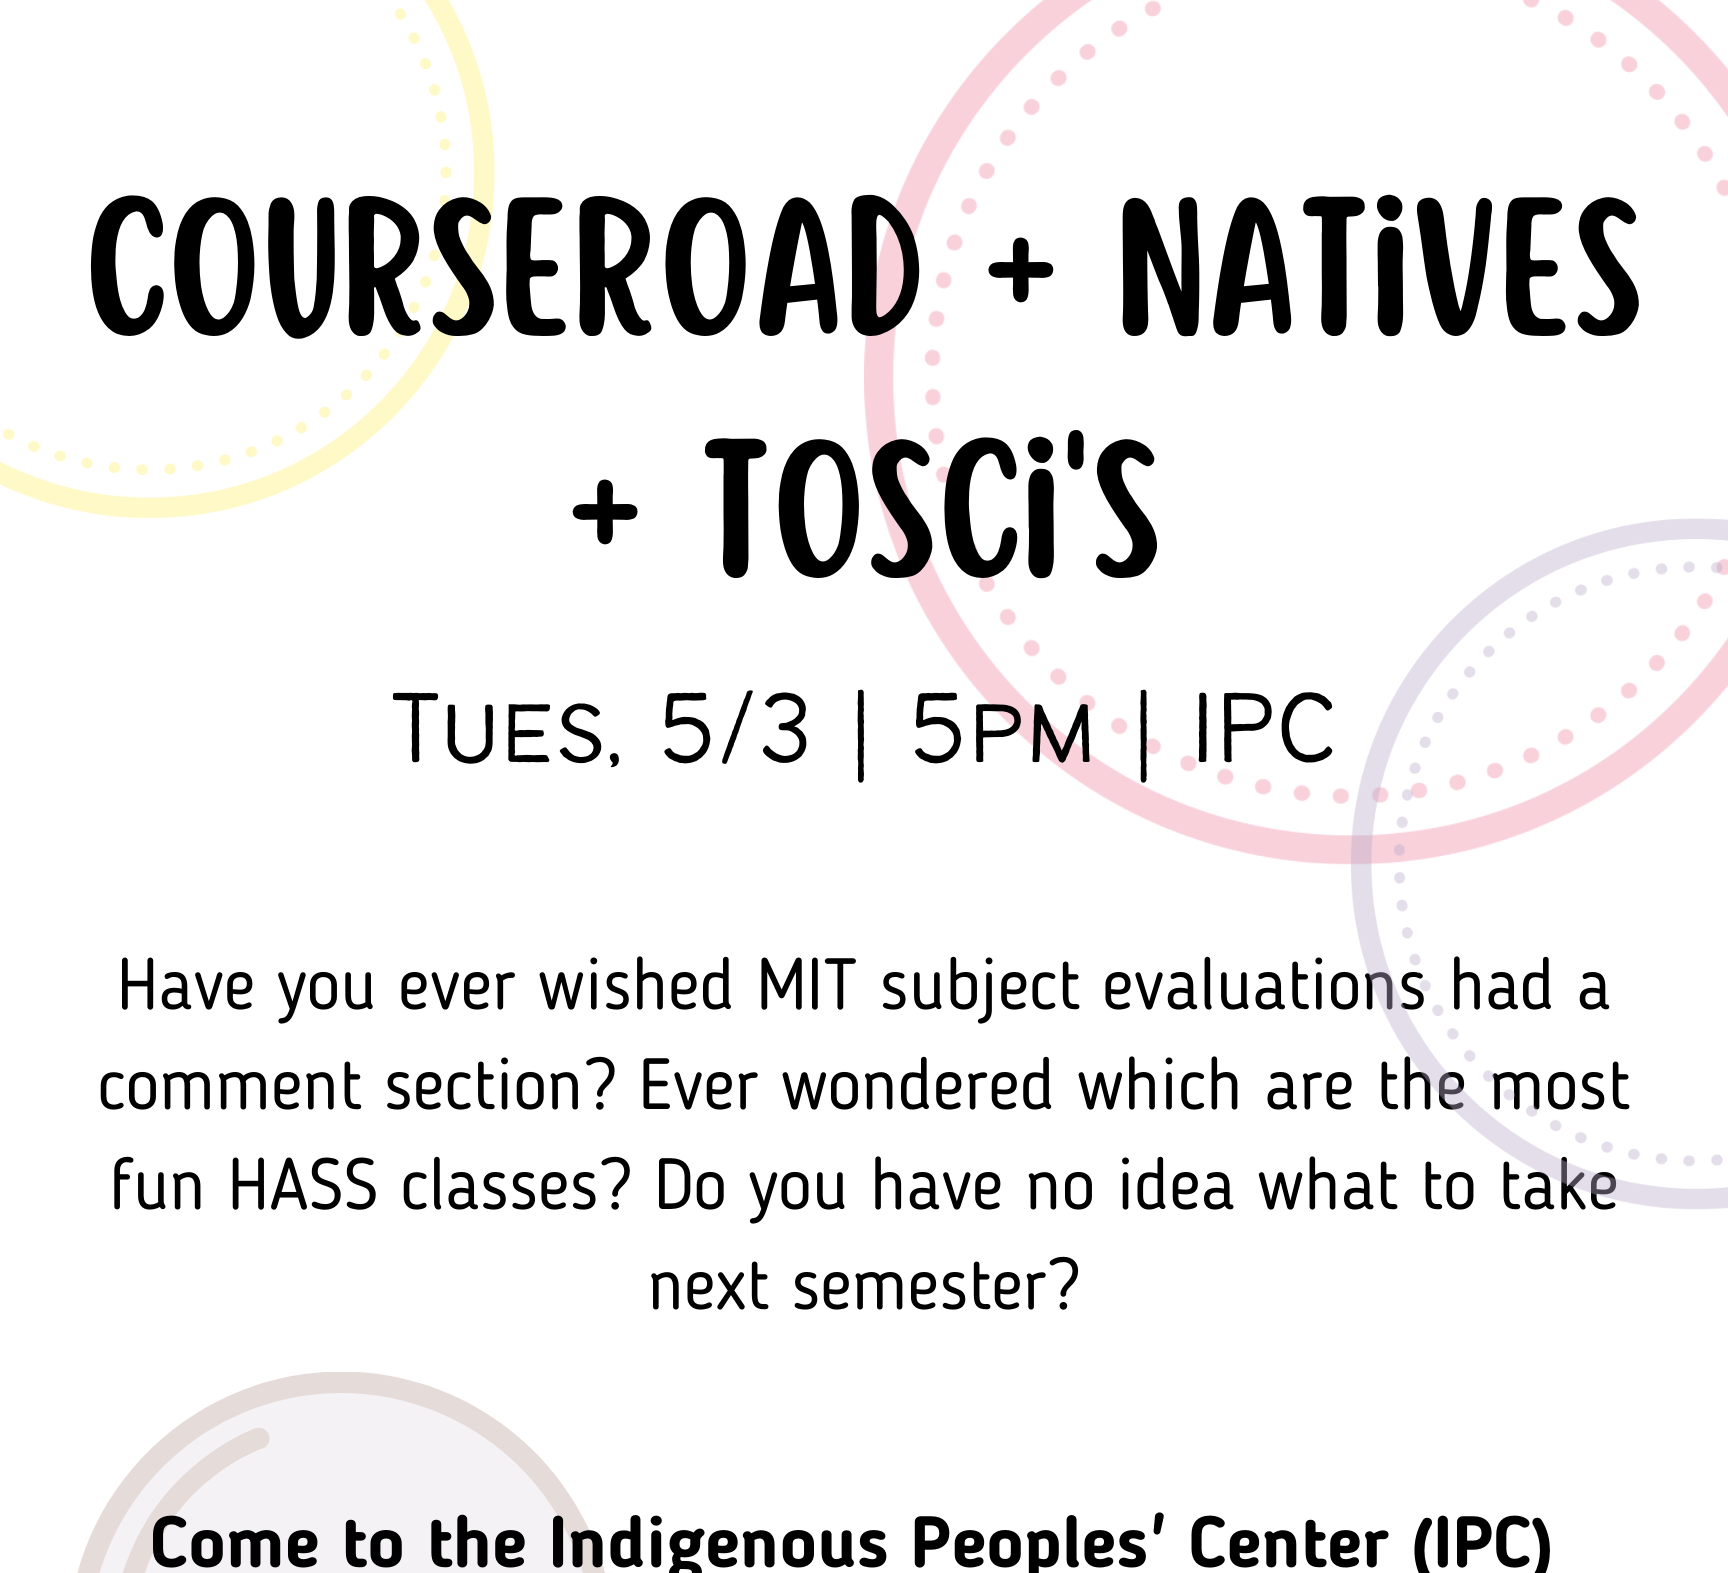 COURSEROAD + NATiVES
+ TOSCi'S
TUES, 5/3 | 5PM | IPC
Have you ever wished MIT subject evaluations had a
comment section? Ever wondered which are the most
fun HASS classes? Do you have no idea what to take
next semester?
Come to the Indigenous Peoples' Center (IPC)